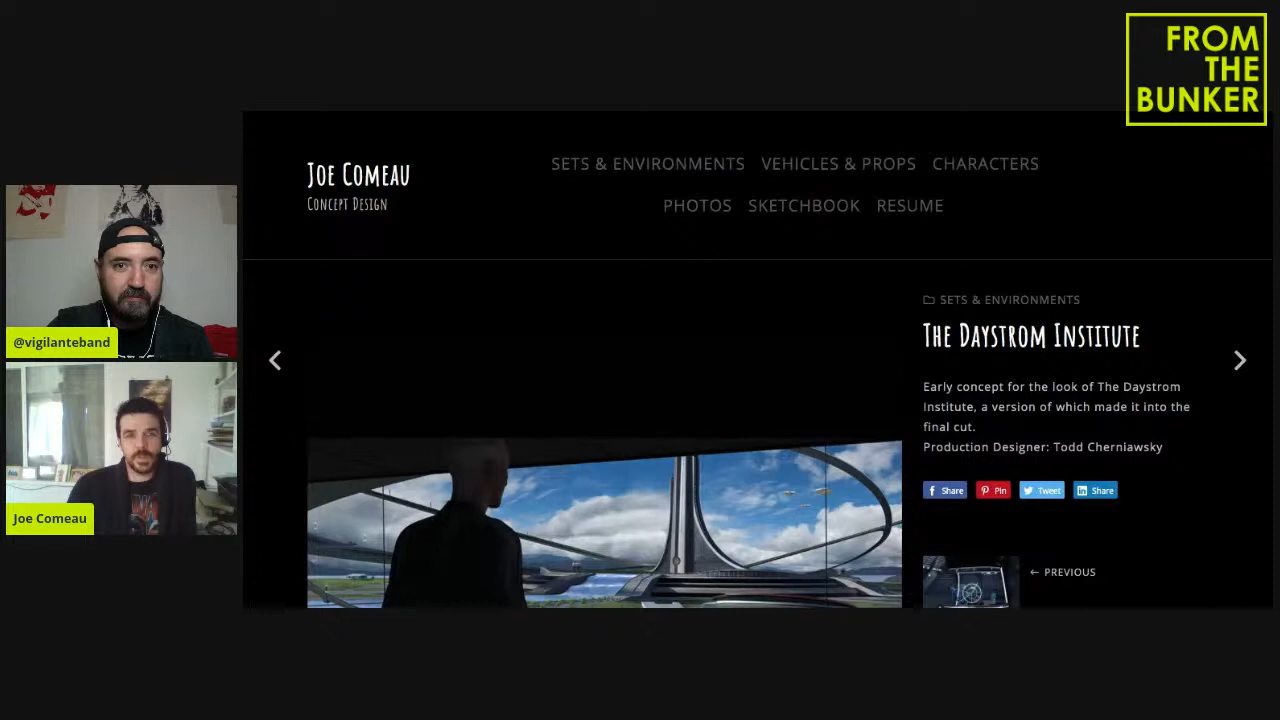 FROM
THE
BUNKER
JOE COMEAU
CONCEPT DESIGN
SETS & ENVIRONMENTS VEHICLES & PROPS CHARACTERS
PHOTOS SKETCHBOOK RESUME
@vigilanteband
Joe Comeau
SETS & ENVIRONMENTS
THE DAYSTROM INSTITUTE
Early concept for the look of The Daystrom
Institute, a version of which made it into the
final cut.
Production Designer: Todd Cherniawsky
Share Pin Tweet Share
← PREVIOUS